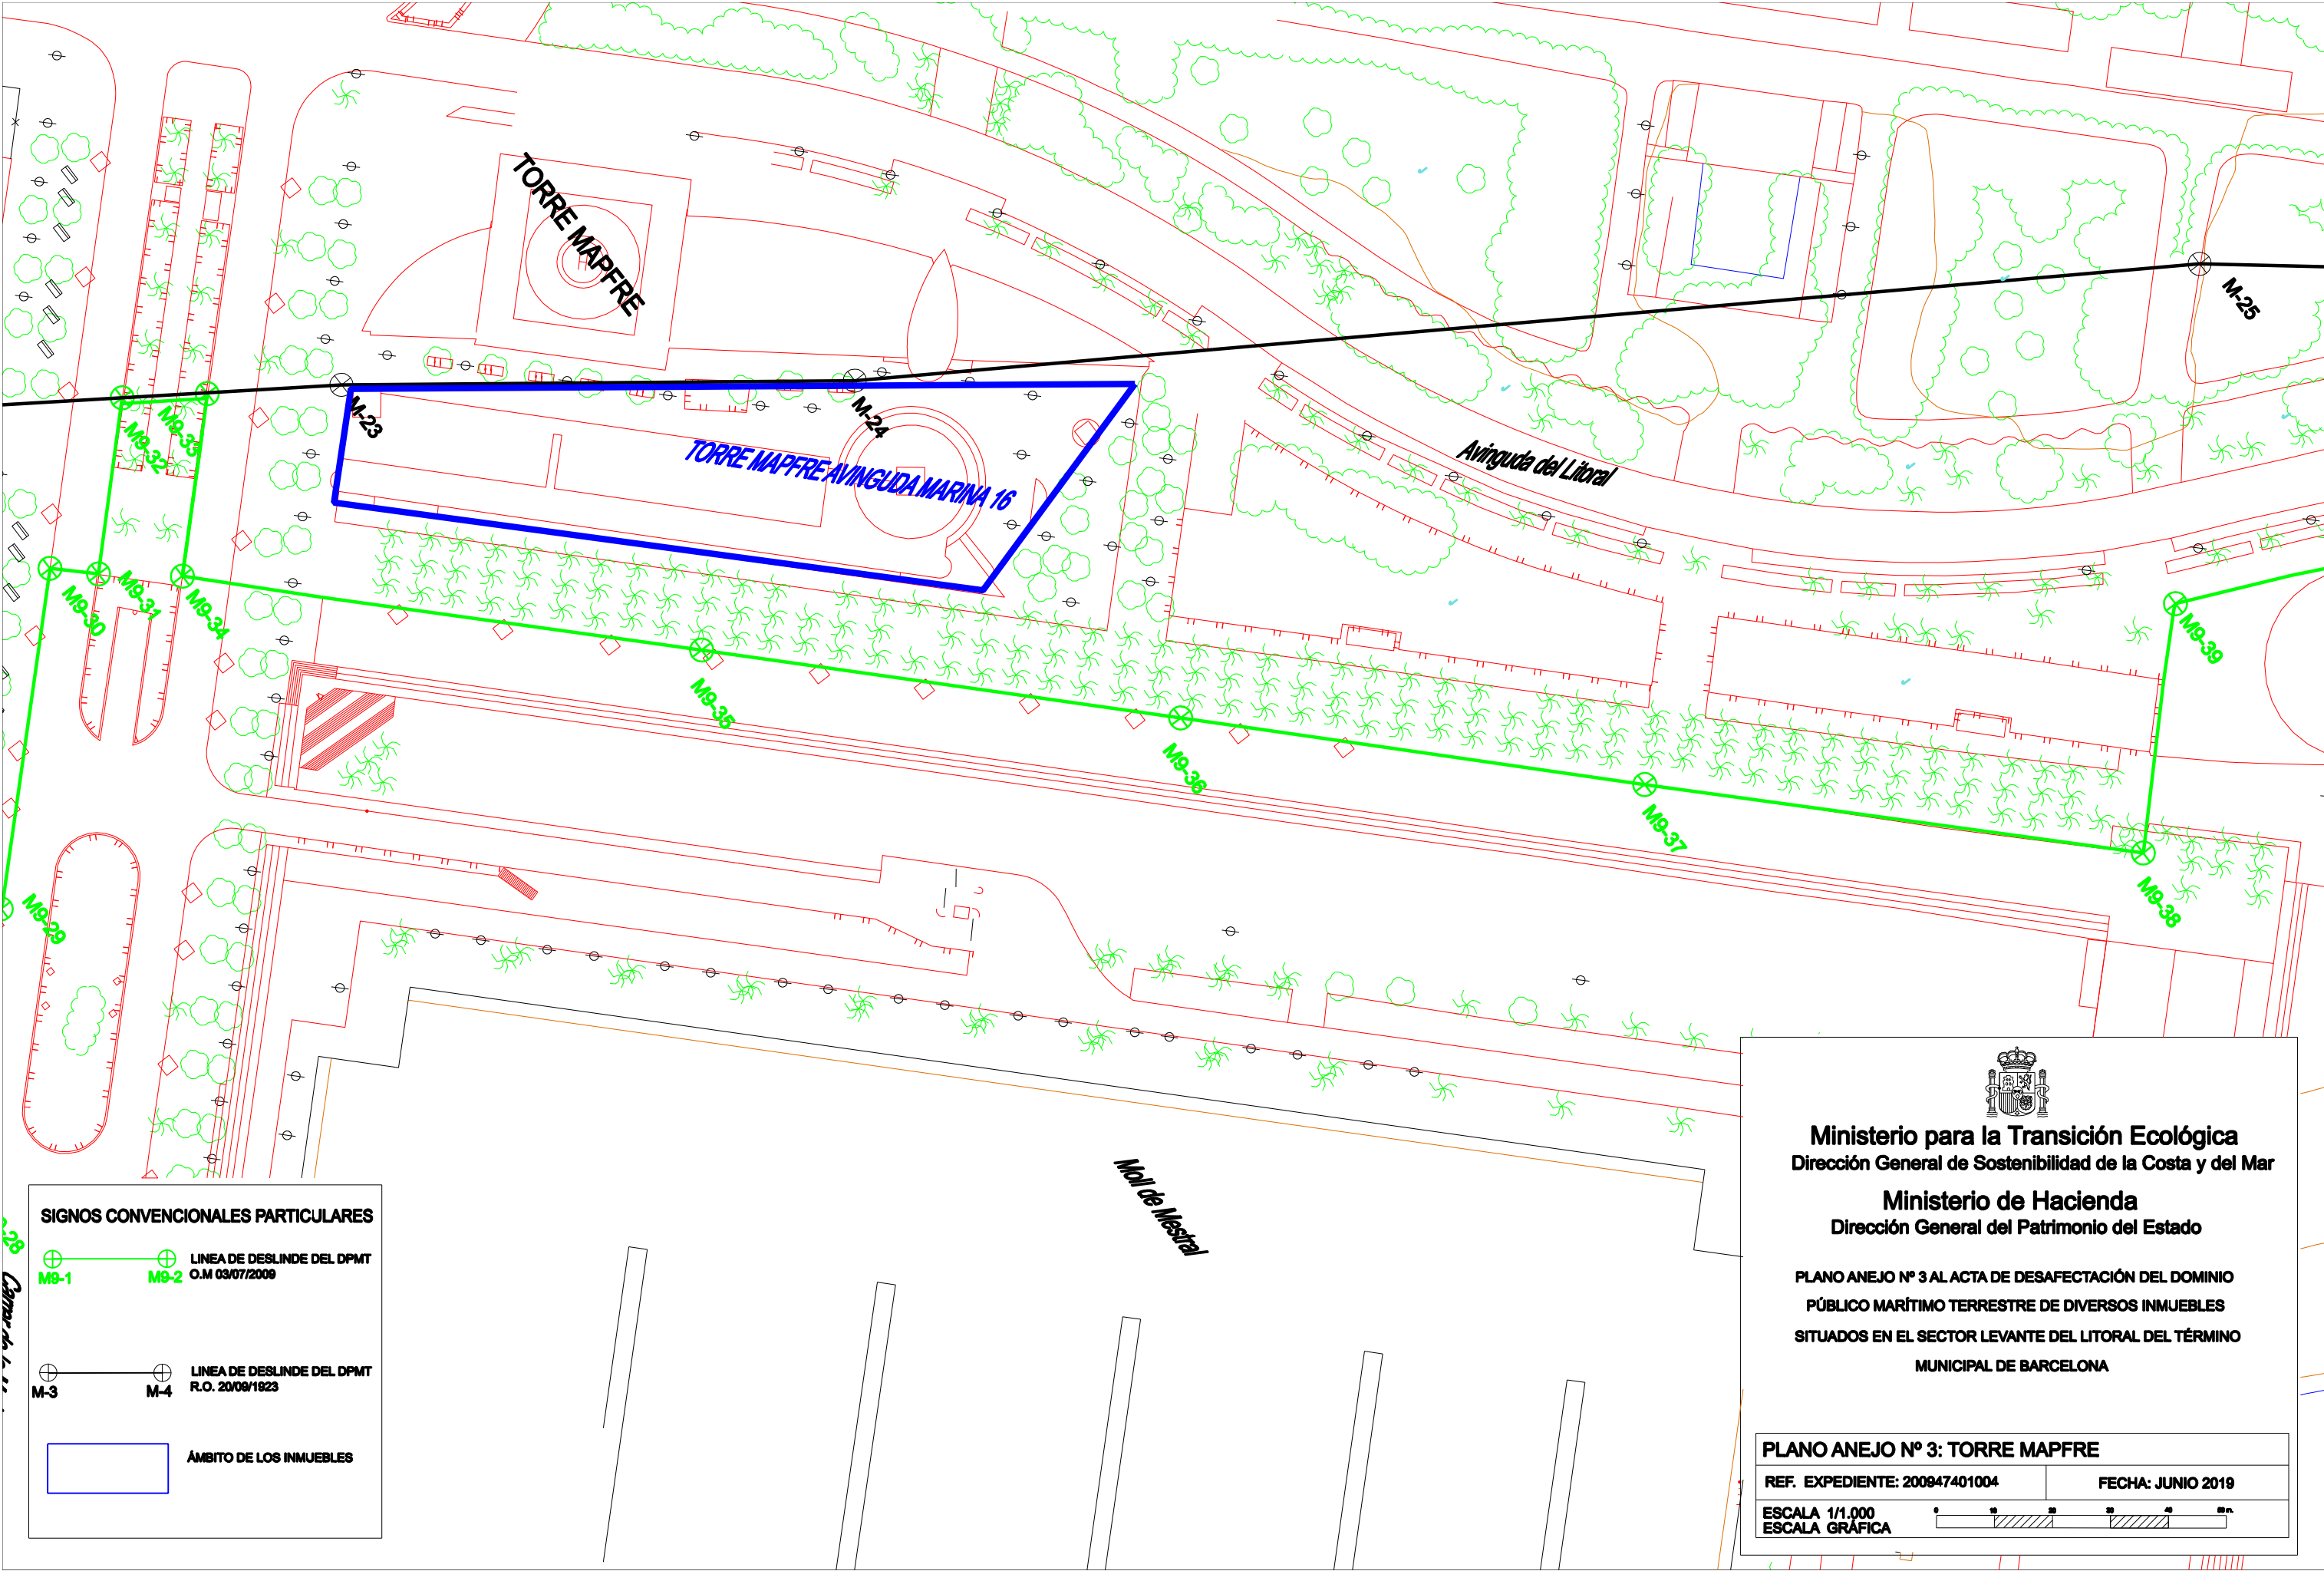 TORRE MAPFRE
M-25
M-23
M-24
M9-33
M9-32
TORRE MAPFRE AVINGUDA MARINA 16
Avinguda del Litoral
M9-30
M9-31
M9-34
M9-39
M9-35
M9-36
M9-37
M9-38
M9-29
Moll de Mestral
SIGNOS CONVENCIONALES PARTICULARES
M9-1
M9-2
LINEA DE DESLINDE DEL DPMT
O.M 03/07/2009
M-3
M-4
LINEA DE DESLINDE DEL DPMT
R.O. 20/09/1923
ÁMBITO DE LOS INMUEBLES
Ministerio para la Transición Ecológica
Dirección General de Sostenibilidad de la Costa y del Mar
Ministerio de Hacienda
Dirección General del Patrimonio del Estado
PLANO ANEJO Nº 3 AL ACTA DE DESAFECTACIÓN DEL DOMINIO
PÚBLICO MARÍTIMO TERRESTRE DE DIVERSOS INMUEBLES
SITUADOS EN EL SECTOR LEVANTE DEL LITORAL DEL TÉRMINO
MUNICIPAL DE BARCELONA
PLANO ANEJO Nº 3: TORRE MAPFRE
REF. EXPEDIENTE: 200947401004
FECHA: JUNIO 2019
ESCALA 1/1.000
ESCALA GRÁFICA
0 10 20 30 40 50 m.